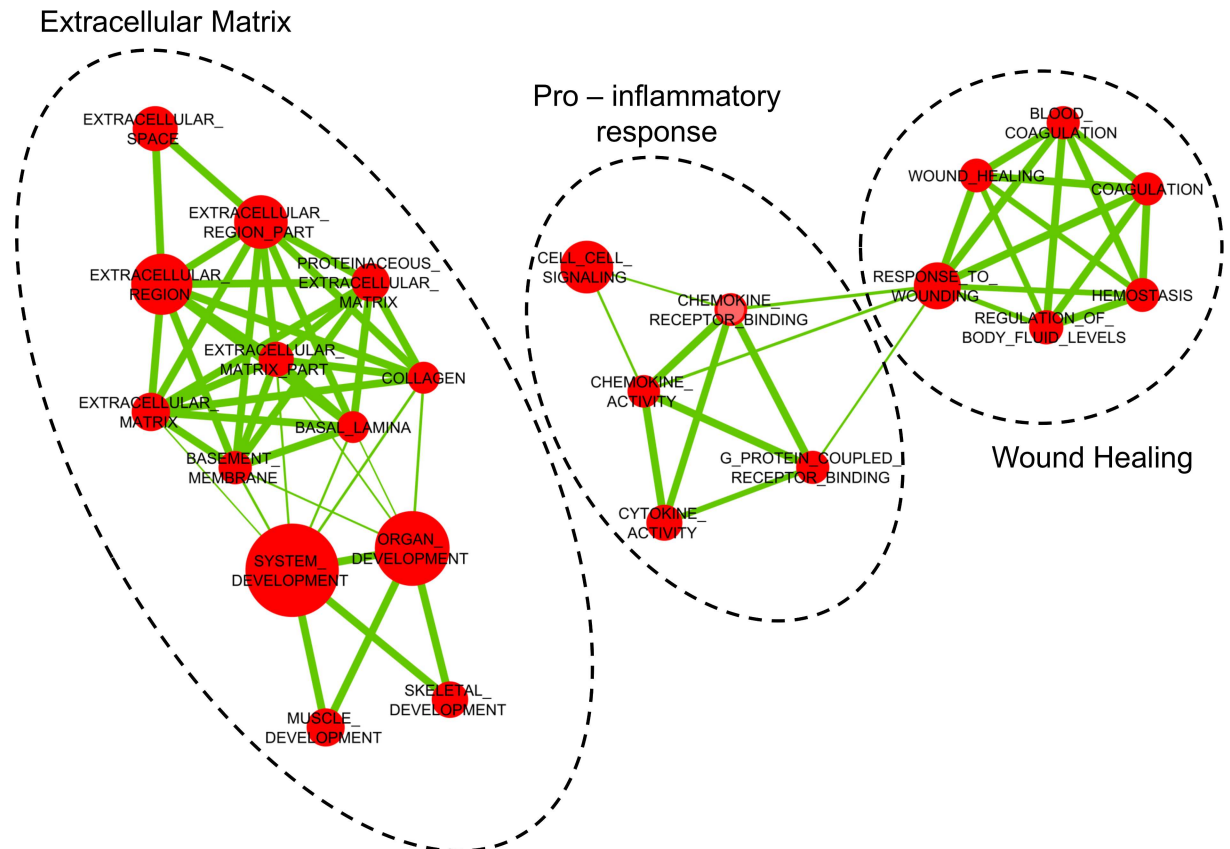 Extracellular Matrix
EXTRACELLULAR_
SPACE
EXTRACELLULAR_
REGION_PART
EXTRACELLULAR_
REGION
PROTEINACEOUS_
EXTRACELLULAR_
MATRIX
EXTRACELLULAR_
MATRIX_PART
COLLAGEN
EXTRACELLULAR_
MATRIX
BASAL_LAMINA
BASEMENT_
MEMBRANE
SYSTEM_
DEVELOPMENT
ORGAN_
DEVELOPMENT
SKELETAL_
DEVELOPMENT
MUSCLE_
DEVELOPMENT
Pro – inflammatory
response
CELL_CELL_
SIGNALING
CHEMOKINE_
RECEPTOR_BINDING
CHEMOKINE_
ACTIVITY
G_PROTEIN_COUPLED_
RECEPTOR_BINDING
CYTOKINE_
ACTIVITY
BLOOD_
COAGULATION
WOUND_HEALING
COAGULATION
RESPONSE_TO_
WOUNDING
HEMOSTASIS
REGULATION_OF_
BODY_FLUID_LEVELS
Wound Healing